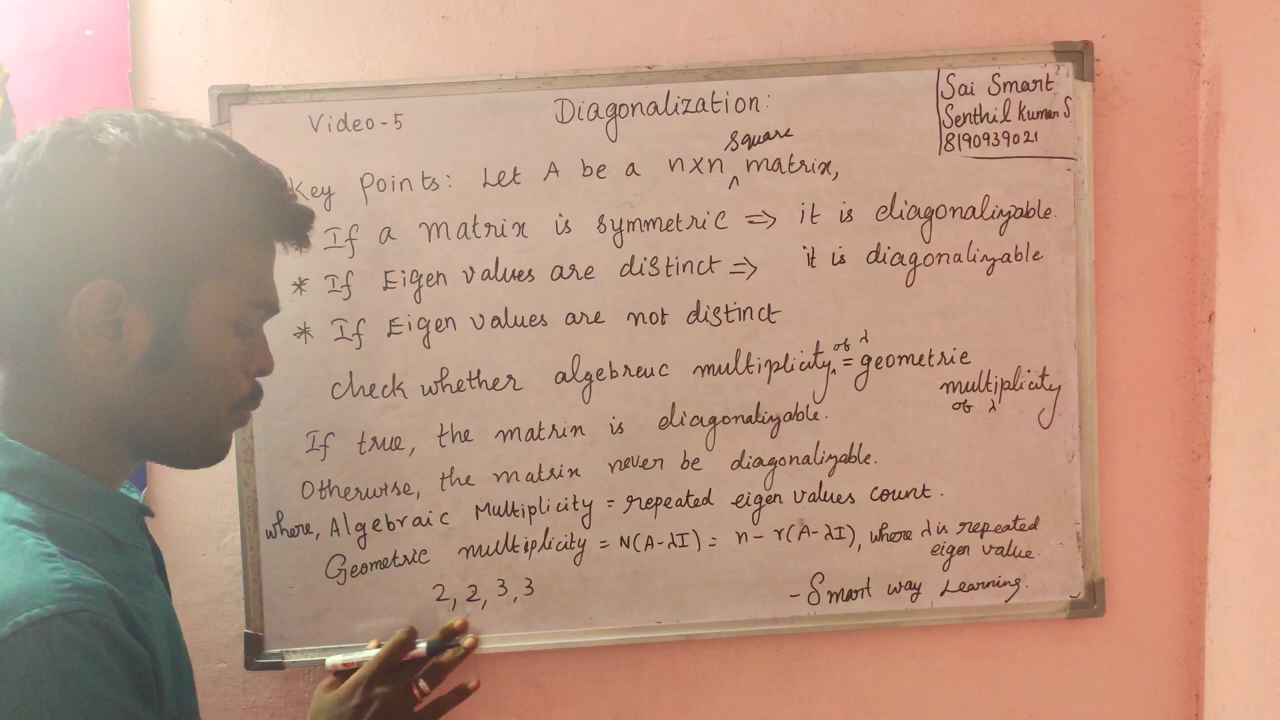 Video-5
Diagonalization:
Sai Smart
Senthil Kuman S
8190939021
Key Points: Let A be a n×n ^ square matrix,
* If a matrix is symmetric ⇒ it is diagonalizable.
* If Eigen values are distinct ⇒ it is diagonalizable
* If Eigen values are not distinct
check whether algebreuc multiplicity of λ = geometric
multiplicity
of λ
If true, the matrix is diagonalizable.
Otherwise, the matrix never be diagonalizable.
where, Algebraic Multiplicity = repeated eigen values count.
Geometric multiplicity = N(A-λI) = n-r(A-λI), where λ is repeated
eigen value.
2, 2, 3, 3
- Smart way Learning.